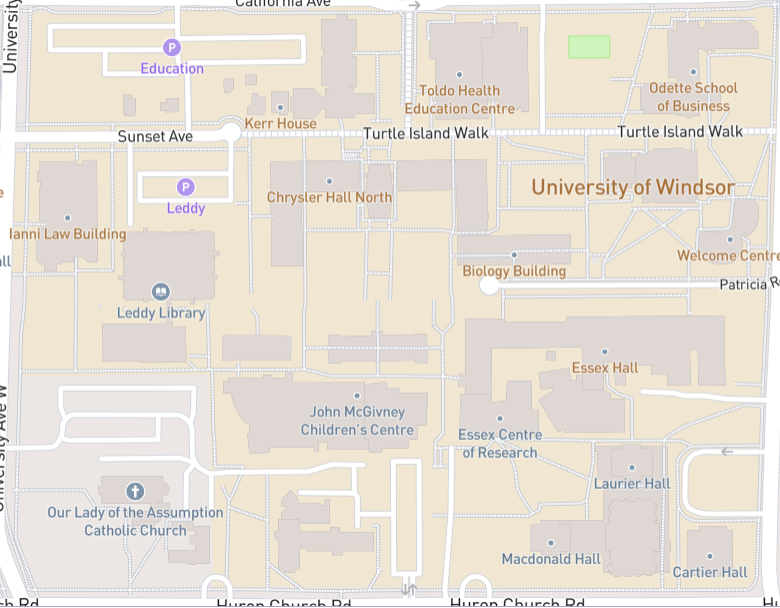 California Ave
University
P
Education
Toldo Health
Education Centre
Odette School
of Business
Kerr House
Sunset Ave
Turtle Island Walk
Turtle Island Walk
P
Leddy
Chrysler Hall North
University of Windsor
ianni Law Building
Welcome Centre
Biology Building
Patricia R
Leddy Library
Essex Hall
John McGivney
Children's Centre
Essex Centre
of Research
University Ave W
Laurier Hall
Our Lady of the Assumption
Catholic Church
Macdonald Hall
Cartier Hall
ch Rd
Huron Church Rd
Huron Church Rd
Hu